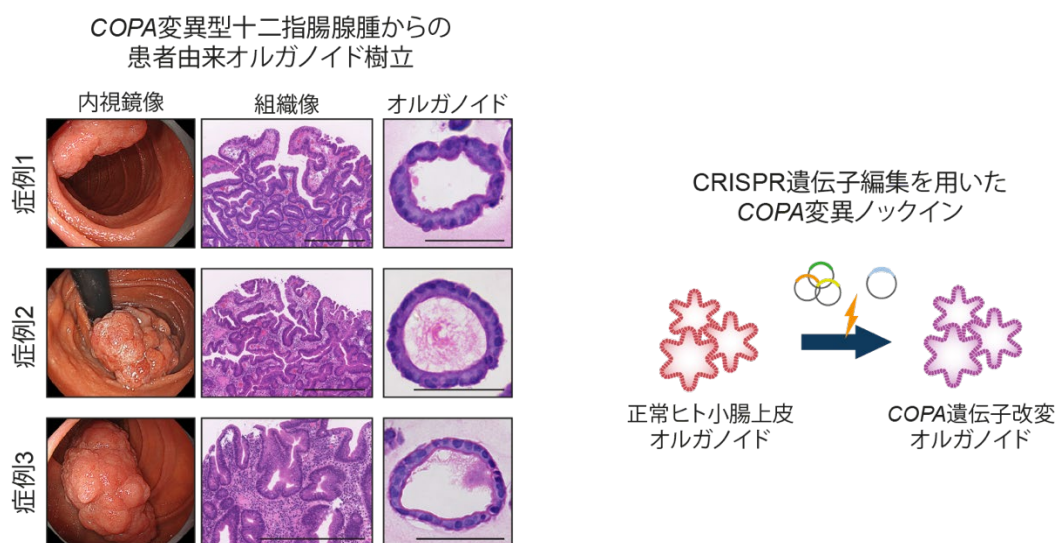 COPA変異型十二指腸腺腫からの
患者由来オルガノイド樹立
内視鏡像
組織像
オルガノイド
症例1
症例2
症例3
CRISPR遺伝子編集を用いた
COPA変異ノックイン
正常ヒト小腸上皮
オルガノイド
COPA遺伝子改変
オルガノイド